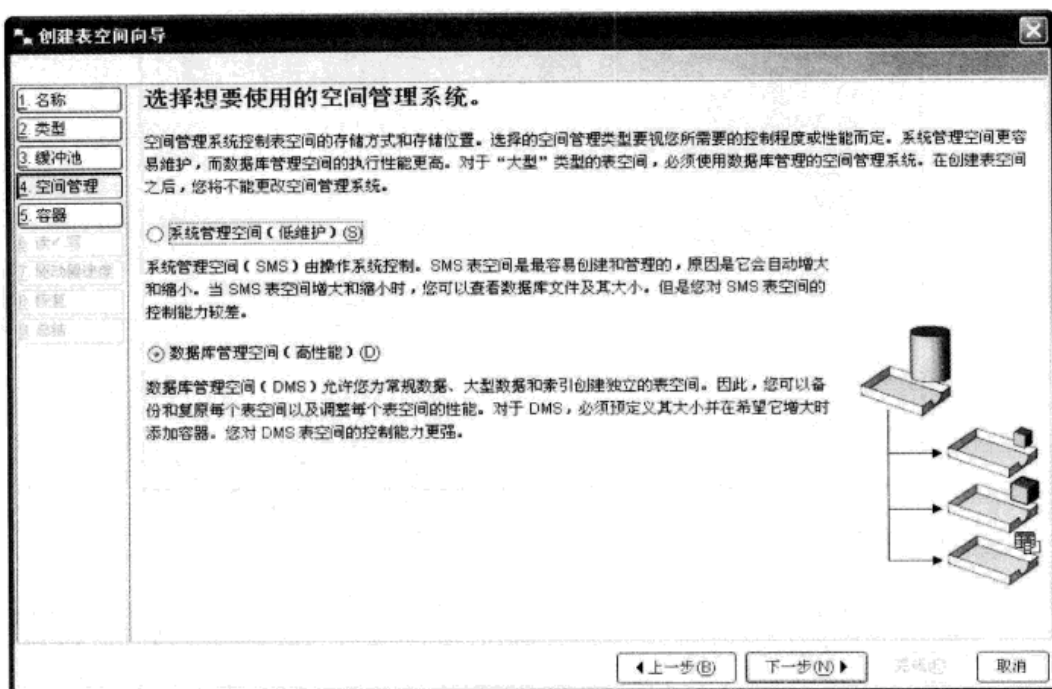 创建表空间向导
1. 名称
2. 类型
3. 缓冲池
4. 空间管理
5. 容器
6. 读/写
7. 驱动器速度
8. 恢复
9. 总结
选择想要使用的空间管理系统。
空间管理系统控制表空间的存储方式和存储位置。选择的空间管理类型要视您所需要的控制程度或性能而定。系统管理空间更容
易维护,而数据库管理空间的执行性能更高。对于“大型”类型的表空间,必须使用数据库管理的空间管理系统。在创建表空间
之后,您将不能更改空间管理系统。
系统管理空间(低维护)(S)
系统管理空间(SMS)由操作系统控制。SMS 表空间是最容易创建和管理的,原因是它会自动增大
和缩小。当 SMS 表空间增大和缩小时,您可以查看数据库文件及其大小。但是您对 SMS 表空间的
控制能力较差。
数据库管理空间(高性能)(D)
数据库管理空间(DMS)允许您为常规数据、大型数据和索引创建独立的表空间。因此,您可以备
份和复原每个表空间以及调整每个表空间的性能。对于 DMS,必须预定义其大小并在希望它增大时
添加容器。您对 DMS 表空间的控制能力更强。
上一步(B)
下一步(N)
完成(F)
取消